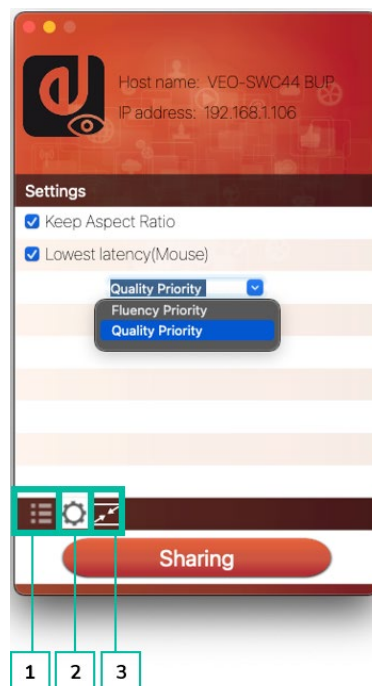 Host name: VEO-SWC44 BUP
IP address: 192.168.1.106
Settings
Keep Aspect Ratio
Lowest latency(Mouse)
Quality Priority
Fluency Priority
Quality Priority
Sharing
1 2 3